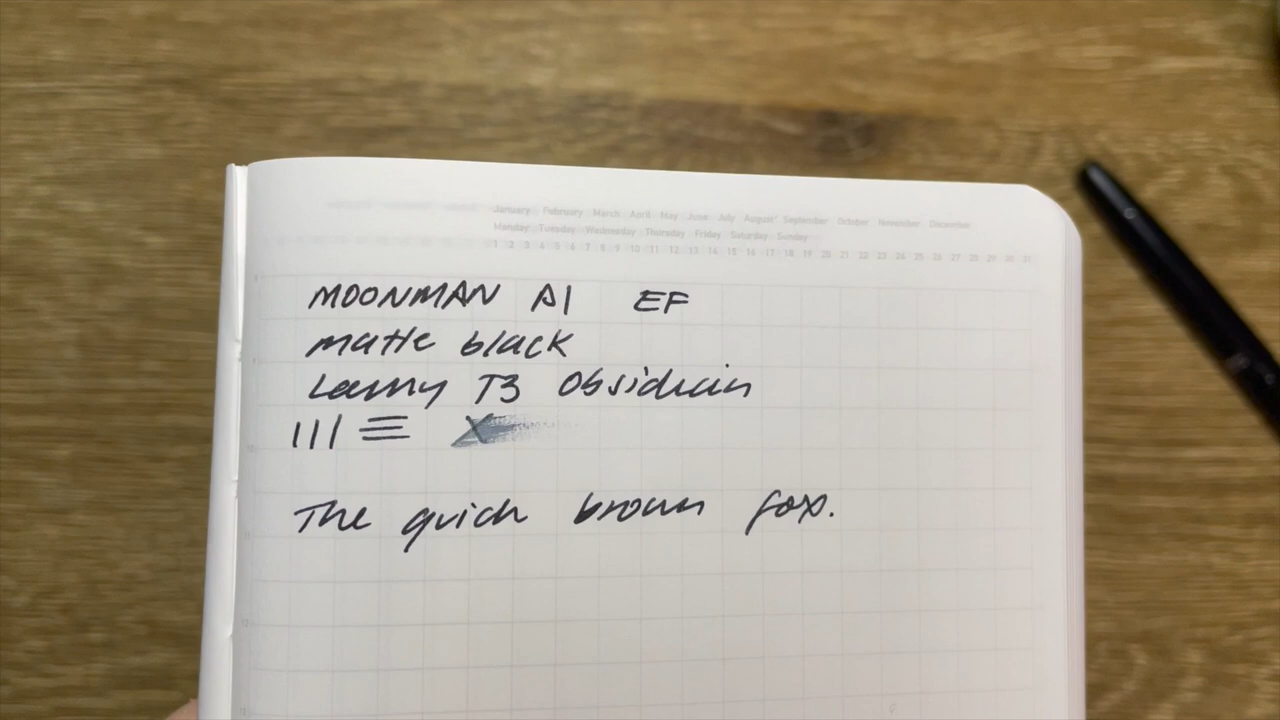 January February March April May June July August September October November December
Monday Tuesday Wednesday Thursday Friday Saturday Sunday
1 2 3 4 5 6 7 8 9 10 11 12 13 14 15 16 17 18 19 20 21 22 23 24 25 26 27 28 29 30 31
MOONMAN A1 EF
matte black
Lamy T3 Obsidian
The quick brown fox.